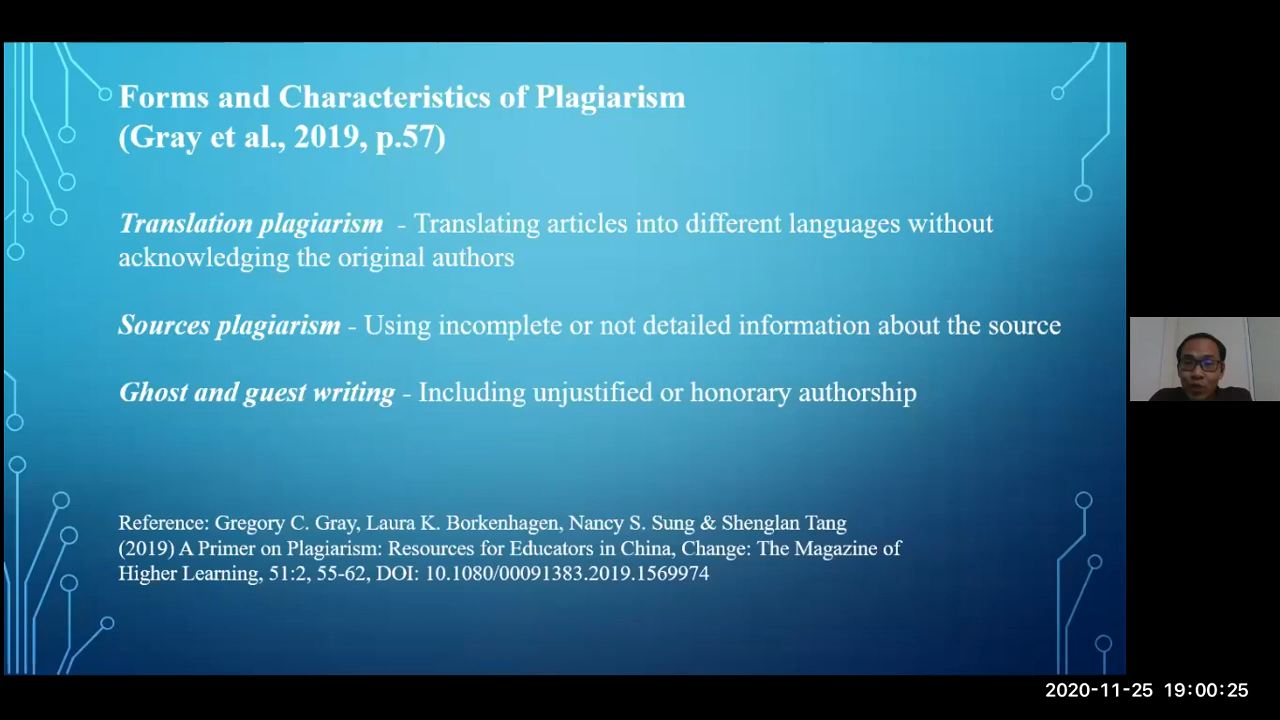 Forms and Characteristics of Plagiarism
(Gray et al., 2019, p.57)
Translation plagiarism - Translating articles into different languages without
acknowledging the original authors
Sources plagiarism - Using incomplete or not detailed information about the source
Ghost and guest writing - Including unjustified or honorary authorship
Reference: Gregory C. Gray, Laura K. Borkenhagen, Nancy S. Sung & Shenglan Tang
(2019) A Primer on Plagiarism: Resources for Educators in China, Change: The Magazine of
Higher Learning, 51:2, 55-62, DOI: 10.1080/00091383.2019.1569974
2020-11-25 19:00:25